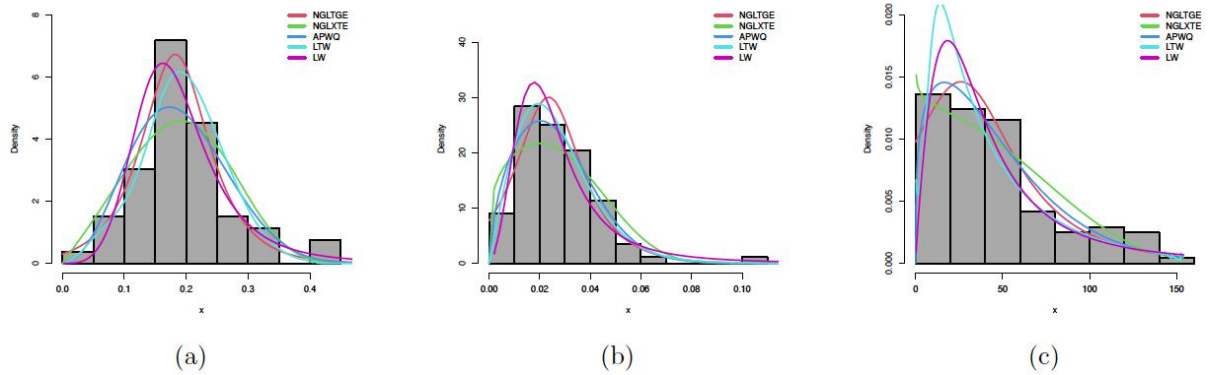 NGLTGE
NGLXTE
APWQ
LTW
LW
Density
0
2
4
6
8
0.0 0.1 0.2 0.3 0.4
x
(a)
NGLTGE
NGLXTE
APWQ
LTW
LW
Density
0
10
20
30
40
0.00 0.02 0.04 0.06 0.08 0.10
x
(b)
NGLTGE
NGLXTE
APWQ
LTW
LW
Density
0.000
0.005
0.010
0.015
0.020
0 50 100 150
x
(c)